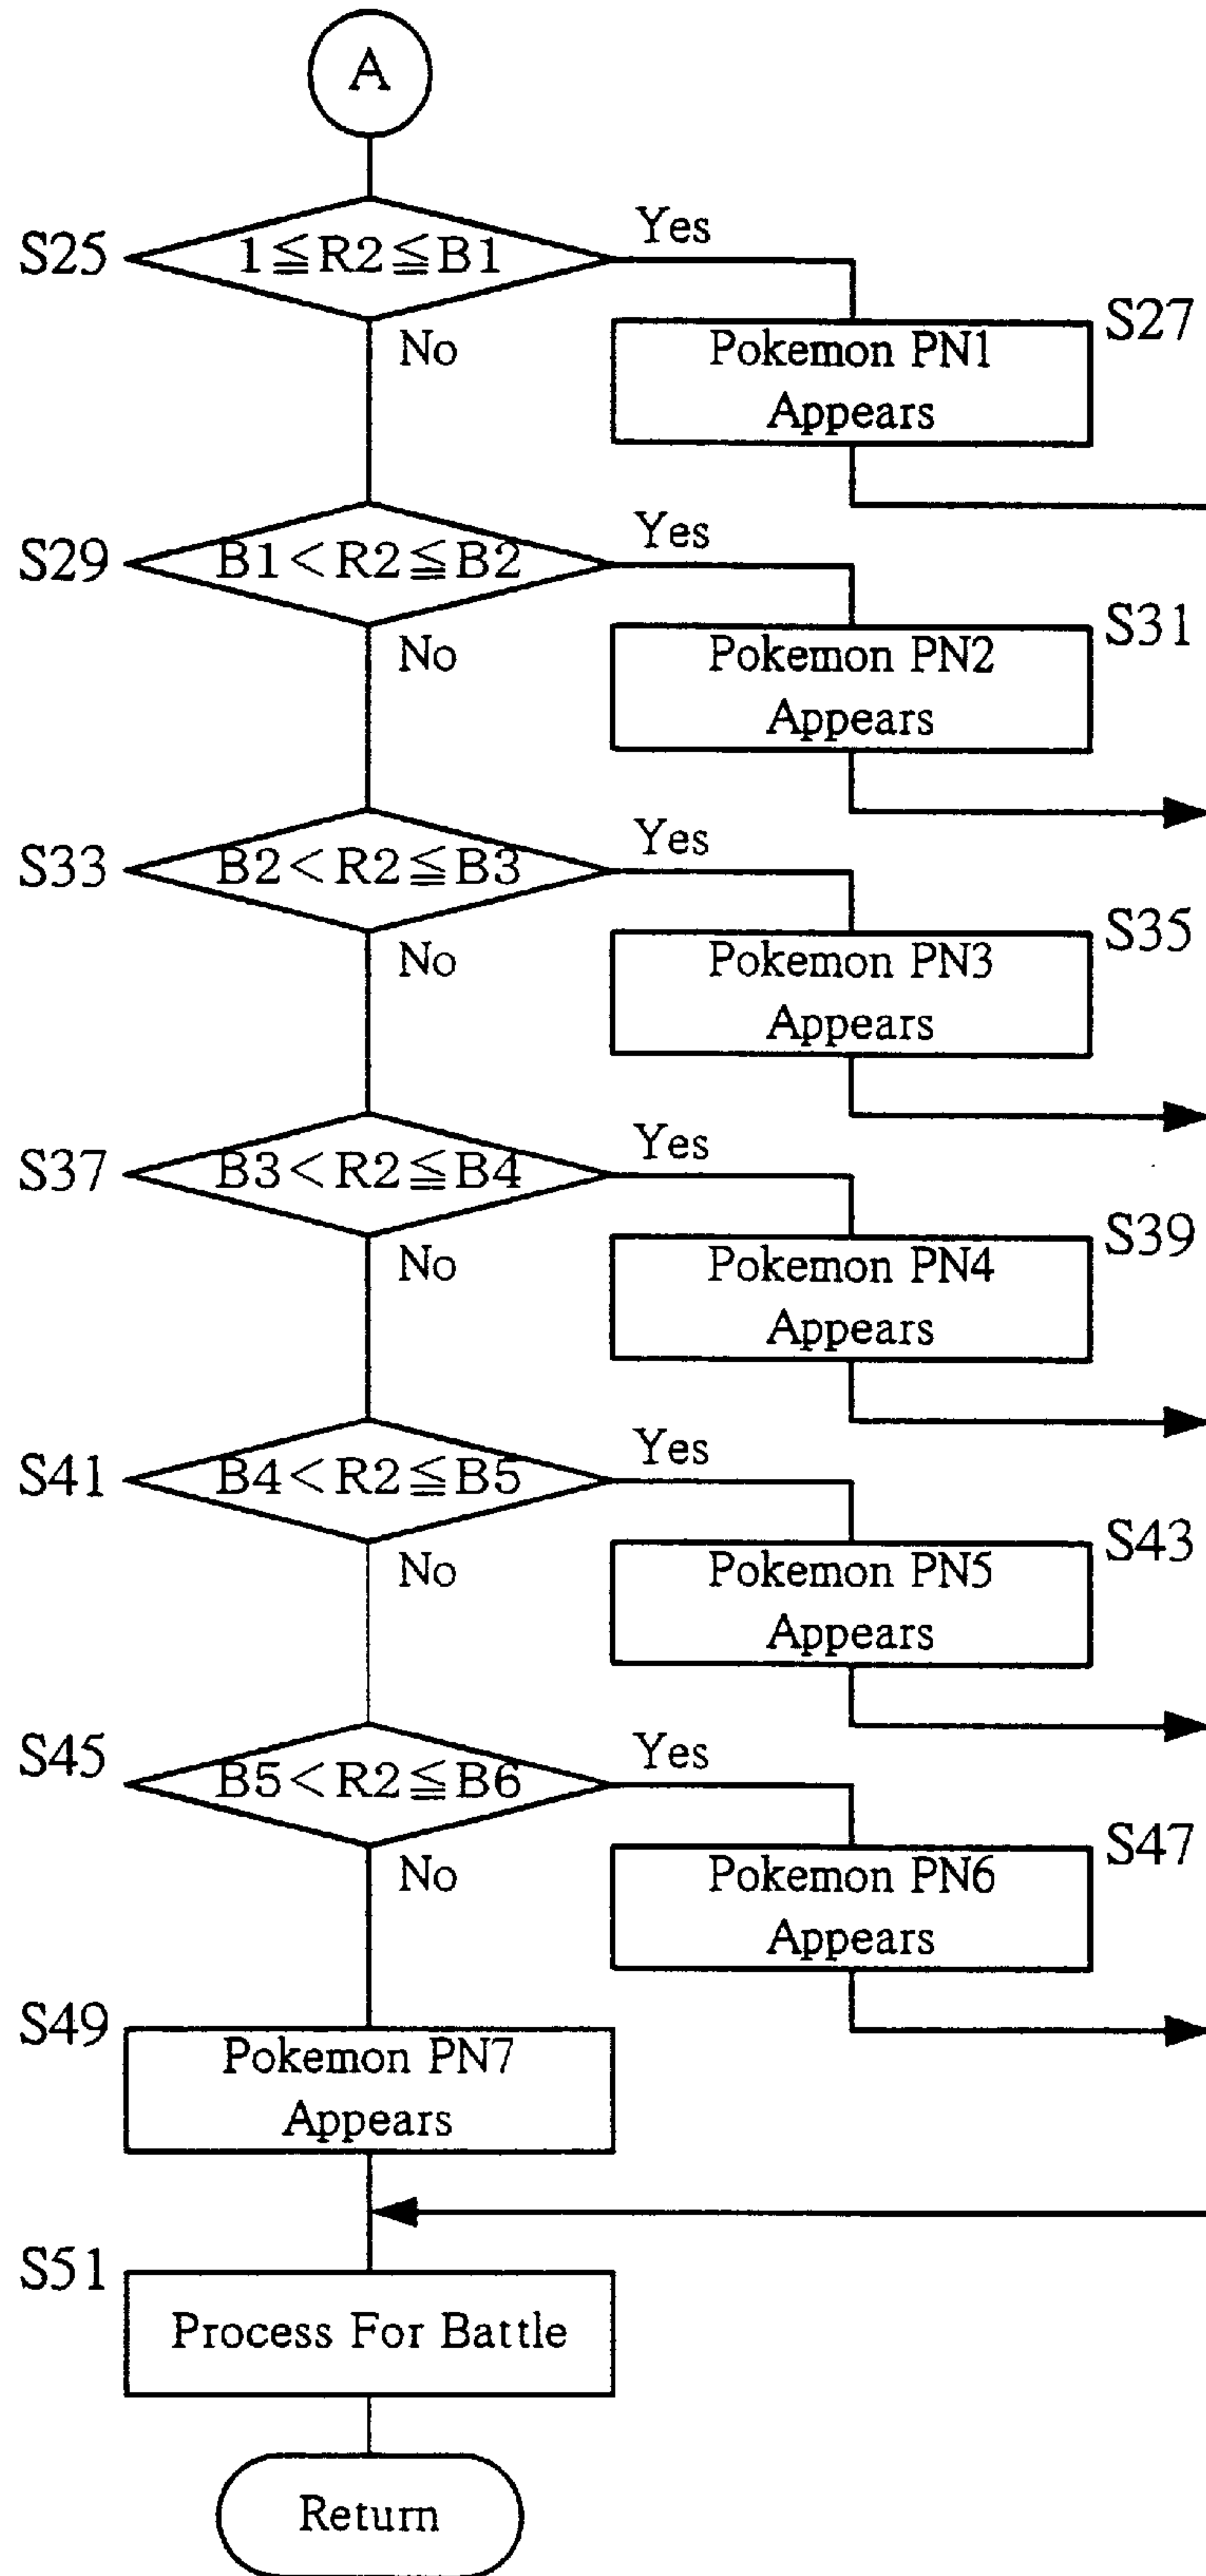 A
S25
1≦R2≦B1
Yes
No
S27
Pokemon PN1
Appears
S29
B1<R2≦B2
Yes
No
S31
Pokemon PN2
Appears
S33
B2<R2≦B3
Yes
No
S35
Pokemon PN3
Appears
S37
B3<R2≦B4
Yes
No
S39
Pokemon PN4
Appears
S41
B4<R2≦B5
Yes
No
S43
Pokemon PN5
Appears
S45
B5<R2≦B6
Yes
No
S47
Pokemon PN6
Appears
S49
Pokemon PN7
Appears
S51
Process For Battle
Return